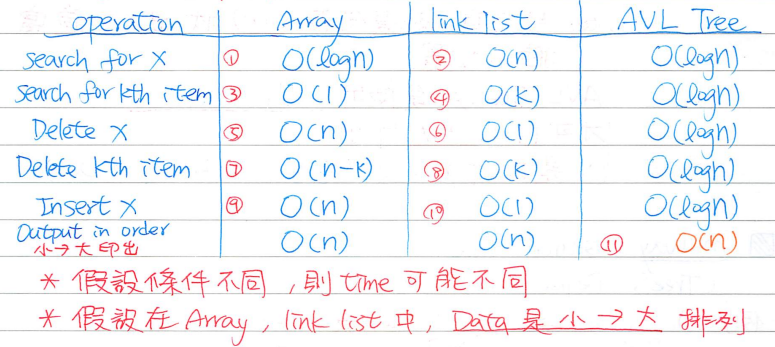 operation Array link list AVL Tree
search for x ① O(logn) ② O(n) O(logn)
search for kth item ③ O(1) ④ O(k) O(logn)
Delete x ⑤ O(n) ⑥ O(1) O(logn)
Delete kth item ⑦ O(n-k) ⑧ O(k) O(logn)
Insert x ⑨ O(n) ⑩ O(1) O(logn)
Output in order O(n) O(n) ⑪ O(n)
小→大印出
* 假設條件不同,則 time 可能不同
* 假設在 Array, link list 中, Data 是 小→大 排列